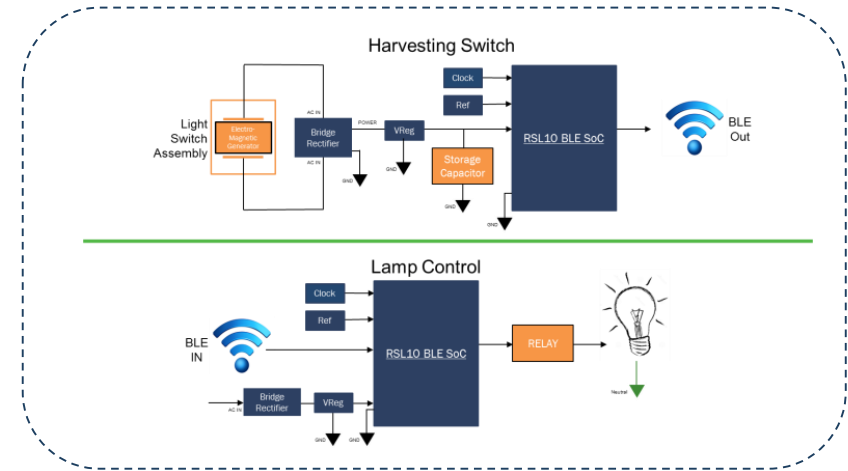 Harvesting Switch
Light
Switch
Assembly
Electro-
Magnetic
Generator
AC IN
Bridge
Rectifier
AC IN
POWER
GND
VReg
GND
Clock
Ref
Storage
Capacitor
GND
RSL10 BLE SoC
GND
BLE
Out
Lamp Control
Clock
Ref
BLE
IN
RSL10 BLE SoC
RELAY
Neutral
AC IN
Bridge
Rectifier
VReg
GND
GND